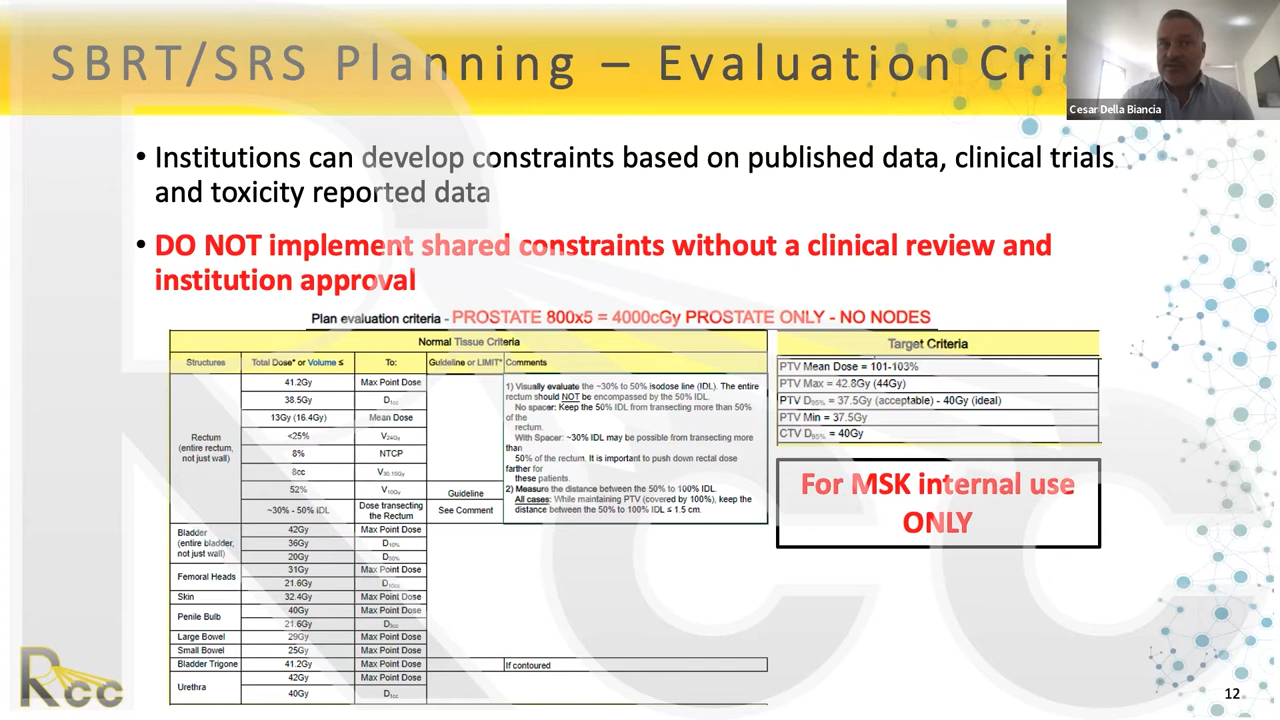 SBRT/SRS Planning – Evaluation Crit
Cesar Della Biancia
• Institutions can develop constraints based on published data, clinical trials
and toxicity reported data
• DO NOT implement shared constraints without a clinical review and
institution approval
Plan evaluation criteria - PROSTATE 800x5 = 4000cGy PROSTATE ONLY - NO NODES
Normal Tissue Criteria
Structures Total Dose* or Volume ≤ To: Guideline or LIMIT* Comments
Rectum
(entire rectum,
not just wall)
41.2Gy Max Point Dose
38.5Gy D1cc
13Gy (16.4Gy) Mean Dose
<25% V24Gy
8% NTCP
8cc
52% V10Gy Guideline
~30% - 50% IDL Dose transecting
the Rectum See Comment
1) Visually evaluate the ~30% to 50% isodose line (IDL). The entire
rectum should NOT be encompassed by the 50% IDL.
No spacer: Keep the 50% IDL from transecting more than 50%
of the
rectum.
With Spacer: ~30% IDL may be possible from transecting more
than
50% of the rectum. It is important to push down rectal dose
farther for
these patients.
2) Measure the distance between the 50% to 100% IDL.
All cases: While maintaining PTV (covered by 100%), keep the
distance between the 50% to 100% IDL ≤ 1.5 cm.
Bladder
(entire bladder,
not just wall)
42Gy Max Point Dose
36Gy D10%
20Gy D50%
Femoral Heads 31Gy Max Point Dose
21.6Gy D10cc
Skin 32.4Gy Max Point Dose
Penile Bulb 40Gy Max Point Dose
21.6Gy D3cc
Large Bowel 29Gy Max Point Dose
Small Bowel 25Gy Max Point Dose
Bladder Trigone 41.2Gy Max Point Dose If contoured
Urethra 42Gy Max Point Dose
40Gy D1cc
Target Criteria
PTV Mean Dose = 101-103%
PTV Max = 42.8Gy (44Gy)
PTV D95% = 37.5Gy (acceptable) - 40Gy (ideal)
PTV Min = 37.5Gy
CTV D95% = 40Gy
For MSK internal use
ONLY
Rcc
12